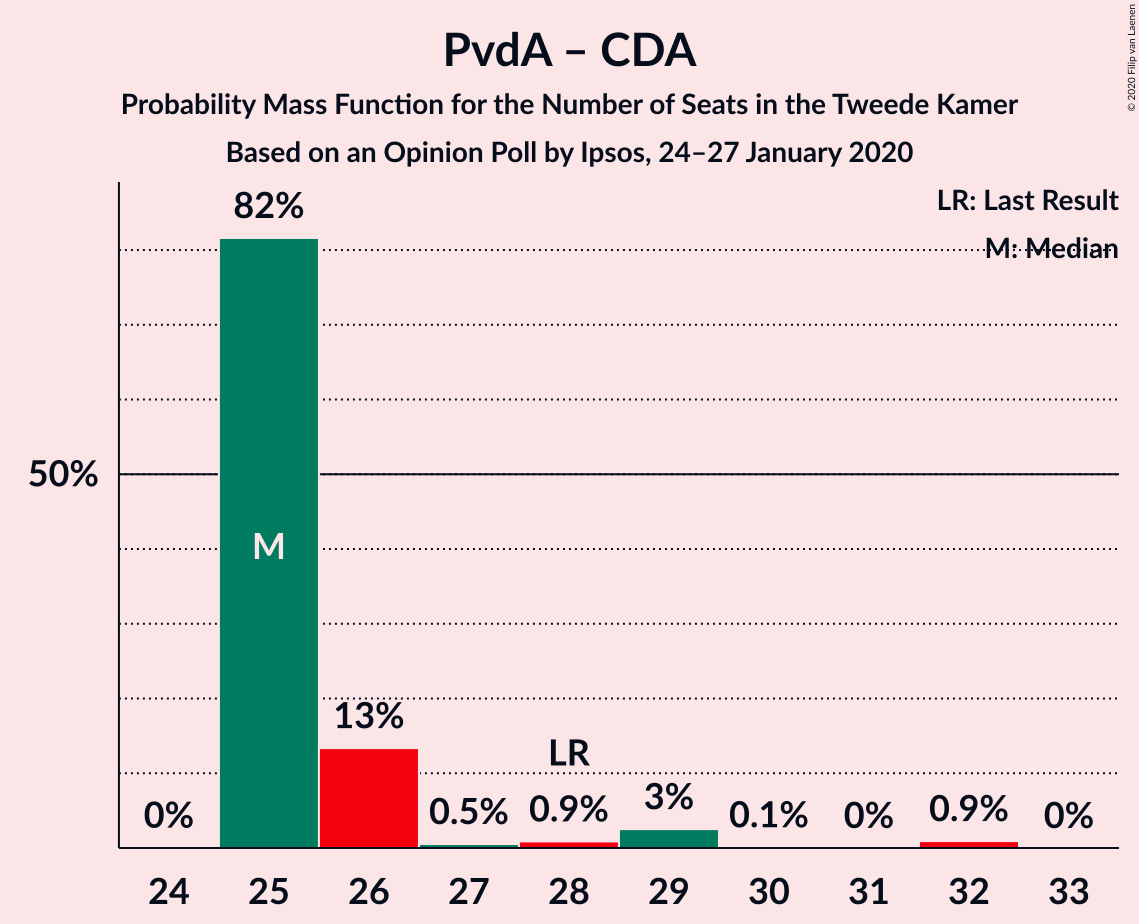 PvdA – CDA
Probability Mass Function for the Number of Seats in the Tweede Kamer
Based on an Opinion Poll by Ipsos, 24–27 January 2020
© 2020 Filip van Laenen
LR: Last Result
M: Median
82%
50%
M
13%
LR
0% 0.5% 0.9% 3% 0.1% 0% 0.9% 0%
24 25 26 27 28 29 30 31 32 33